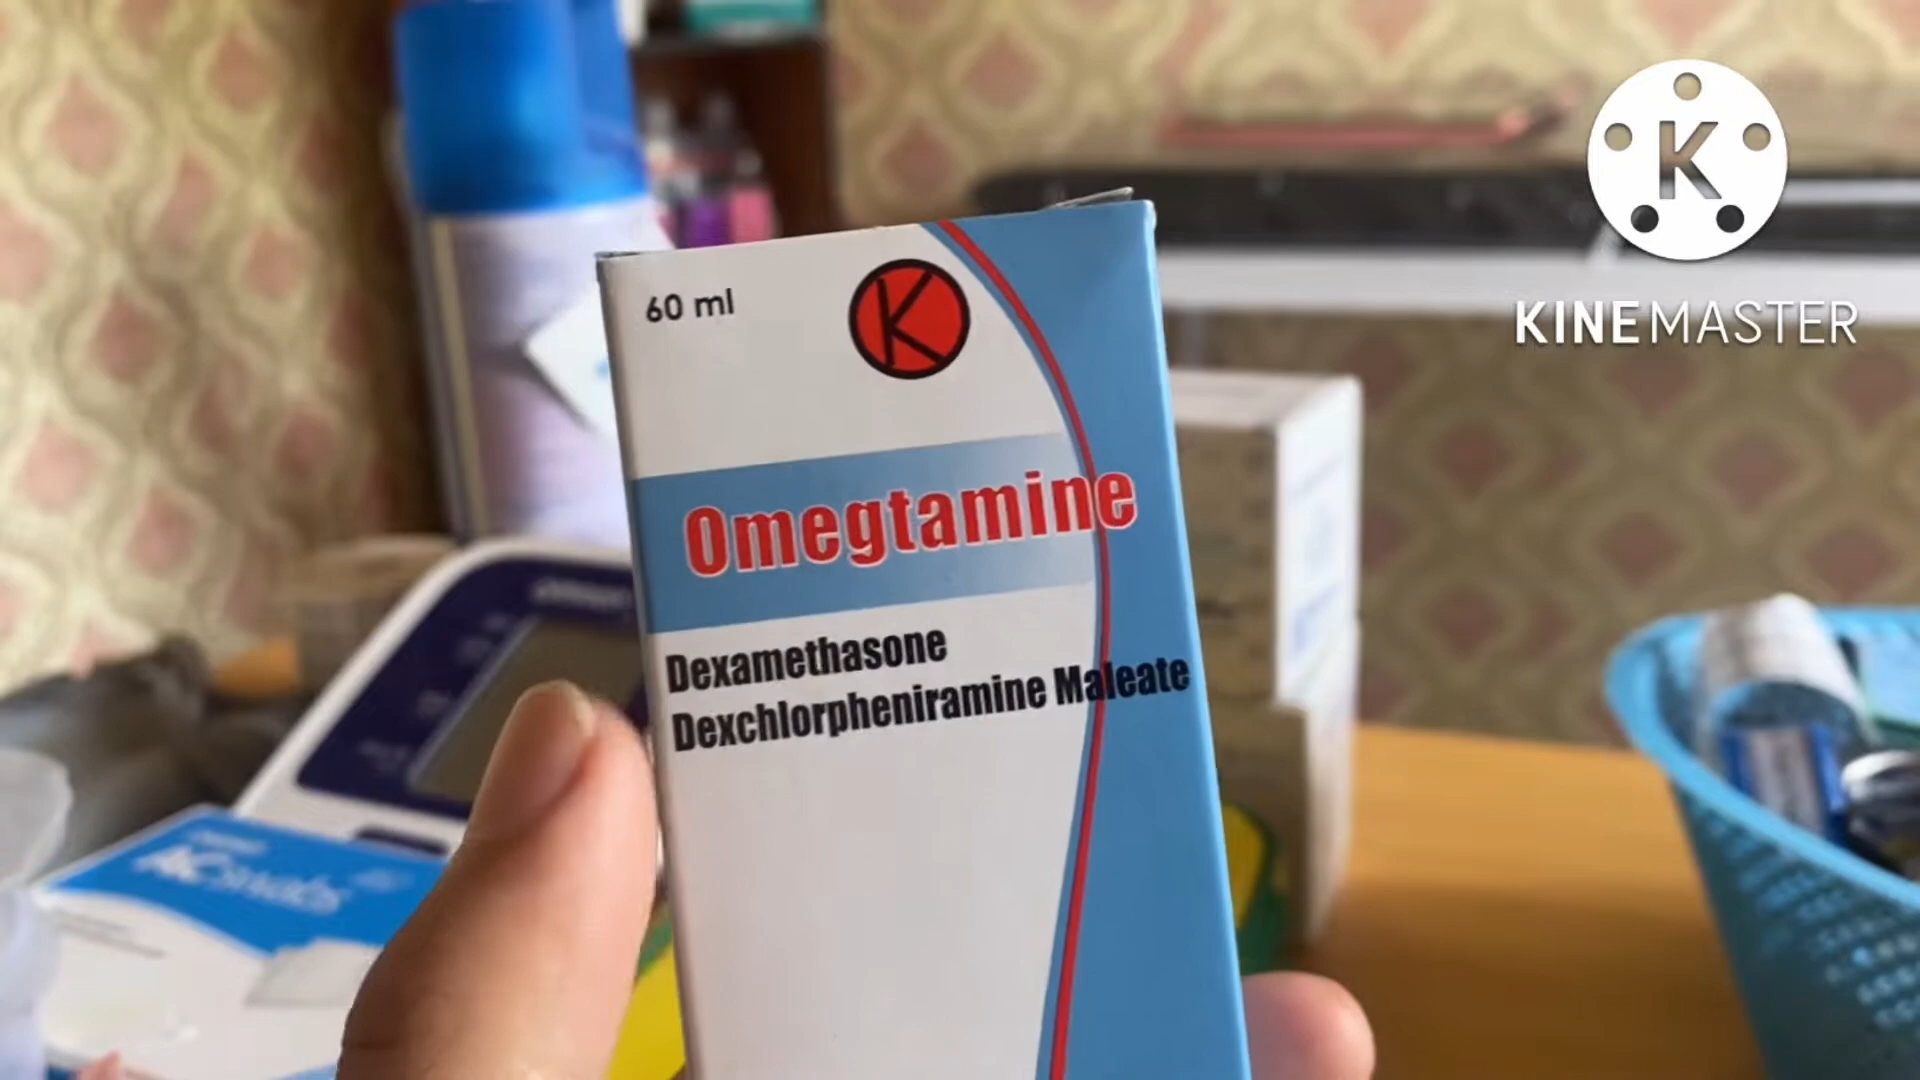 60 ml
K
Omegtamine
Dexamethasone
Dexchlorpheniramine Maleate
K
KINEMASTER